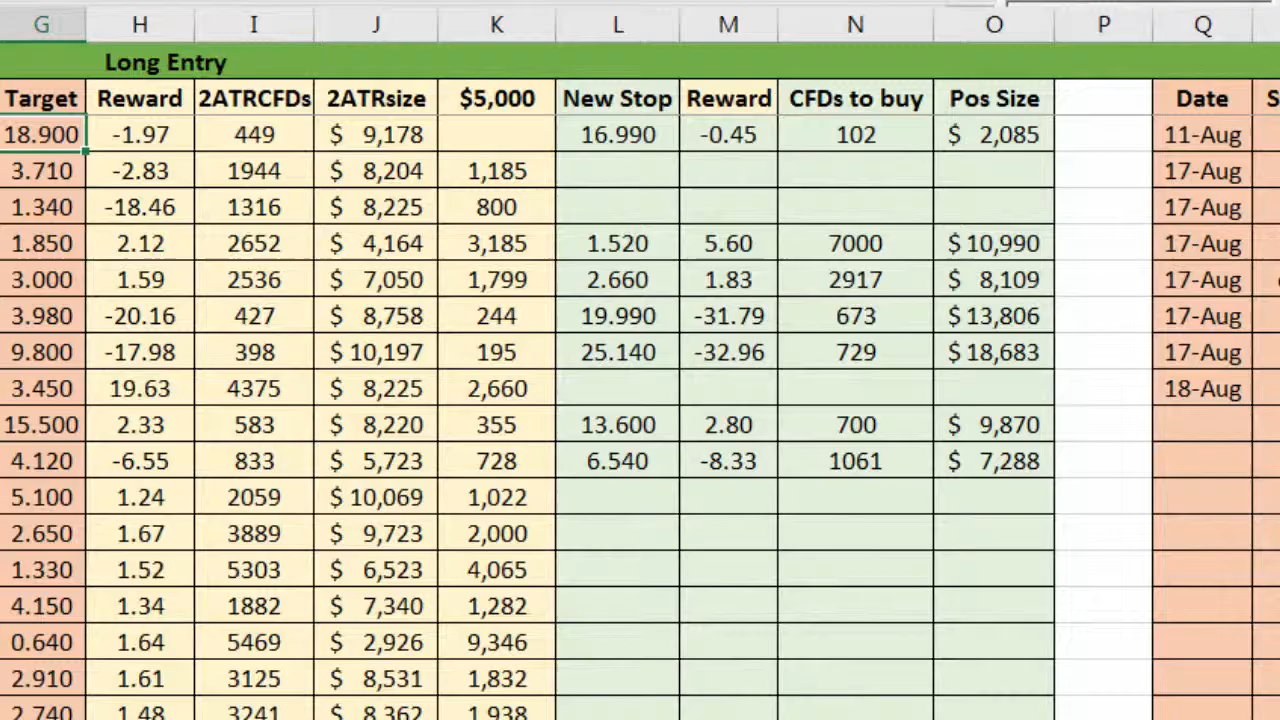 G H I J K L M N O P Q
Long Entry
Target Reward 2ATRCFDs 2ATRsize $5,000 New Stop Reward CFDs to buy Pos Size Date S
18.900 -1.97 449 $ 9,178 16.990 -0.45 102 $ 2,085 11-Aug
3.710 -2.83 1944 $ 8,204 1,185 17-Aug
1.340 -18.46 1316 $ 8,225 800 17-Aug
1.850 2.12 2652 $ 4,164 3,185 1.520 5.60 7000 $ 10,990 17-Aug
3.000 1.59 2536 $ 7,050 1,799 2.660 1.83 2917 $ 8,109 17-Aug
3.980 -20.16 427 $ 8,758 244 19.990 -31.79 673 $ 13,806 17-Aug
9.800 -17.98 398 $ 10,197 195 25.140 -32.96 729 $ 18,683 17-Aug
3.450 19.63 4375 $ 8,225 2,660 18-Aug
15.500 2.33 583 $ 8,220 355 13.600 2.80 700 $ 9,870
4.120 -6.55 833 $ 5,723 728 6.540 -8.33 1061 $ 7,288
5.100 1.24 2059 $ 10,069 1,022
2.650 1.67 3889 $ 9,723 2,000
1.330 1.52 5303 $ 6,523 4,065
4.150 1.34 1882 $ 7,340 1,282
0.640 1.64 5469 $ 2,926 9,346
2.910 1.61 3125 $ 8,531 1,832
2.740 1.48 3241 $ 8,362 1,938